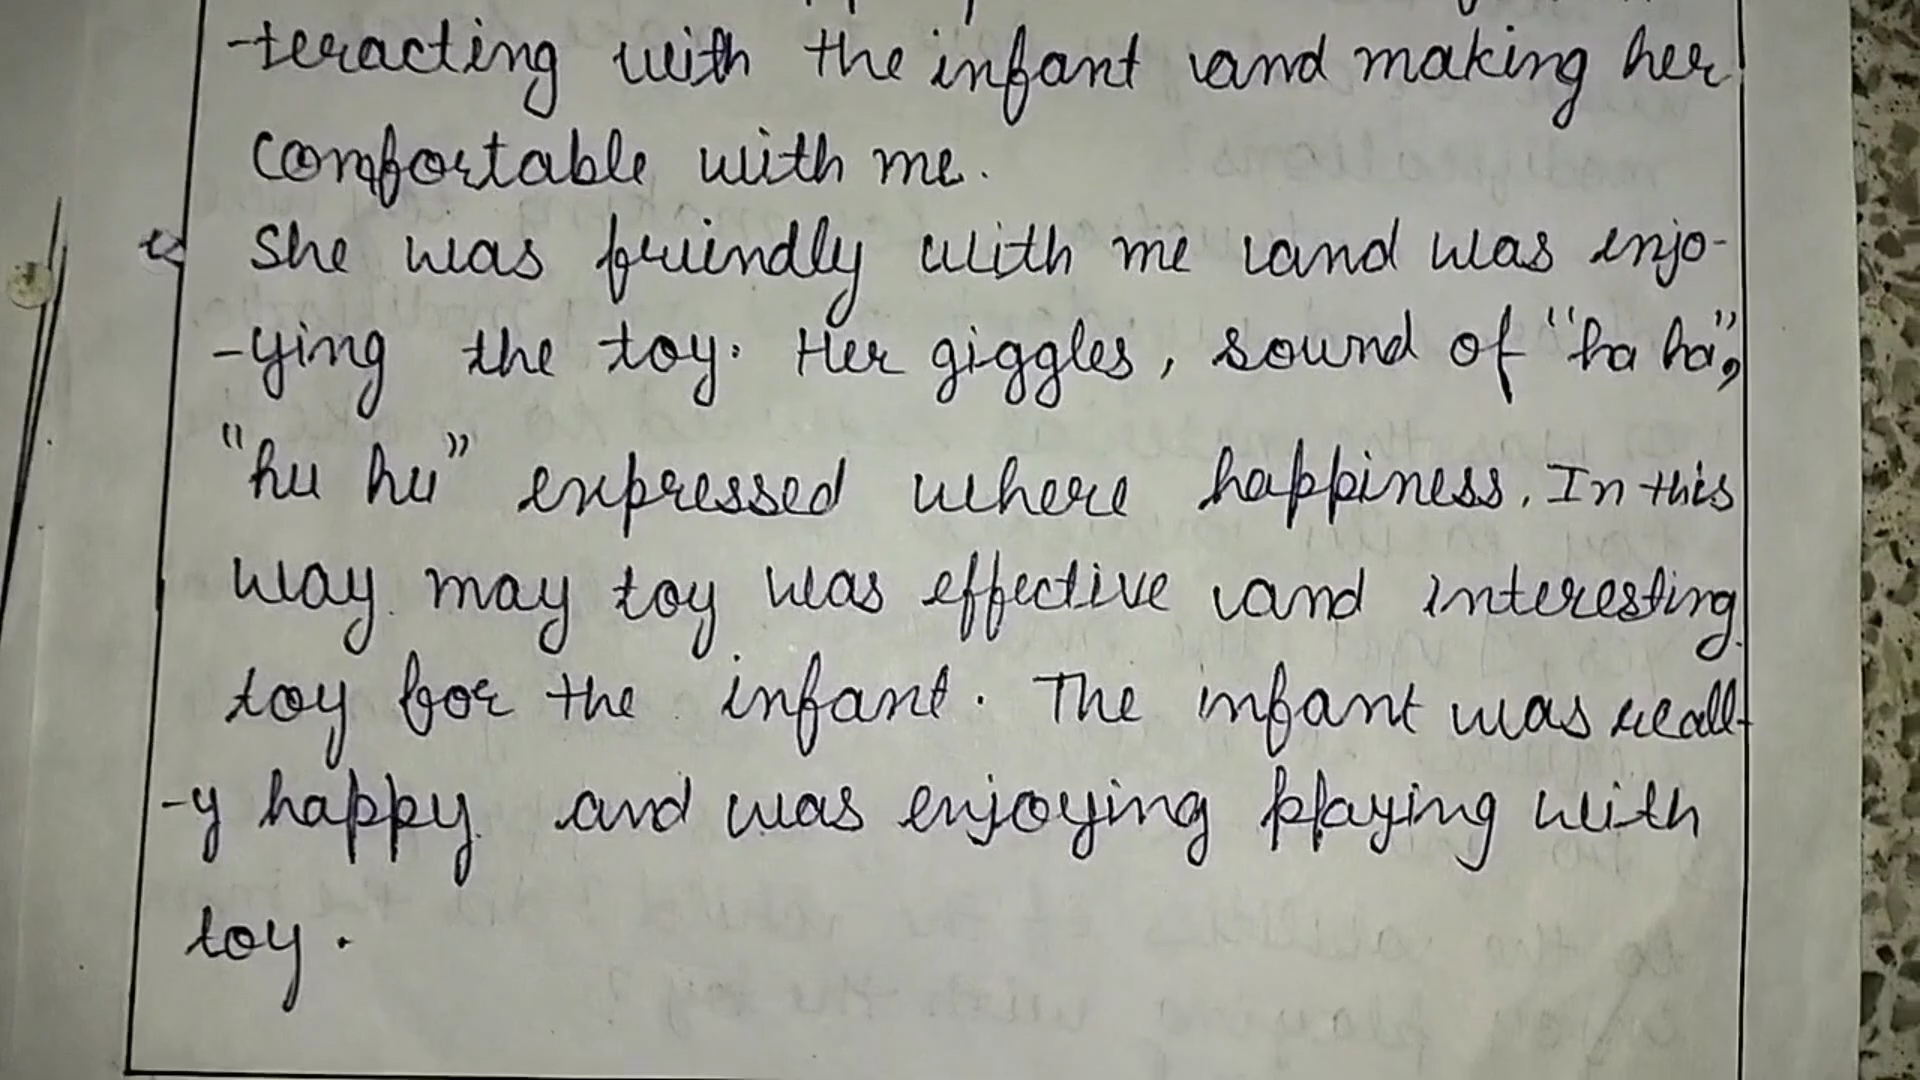 -teracting with the infant and making her
comfortable with me.
She was friendly with me and was enjo-
-ying the toy. Her giggles, sound of "ha ha",
"hu hu" expressed where happiness. In this
way may toy was effective and interesting
toy for the infant. The infant was reall-
-y happy and was enjoying playing with
toy.